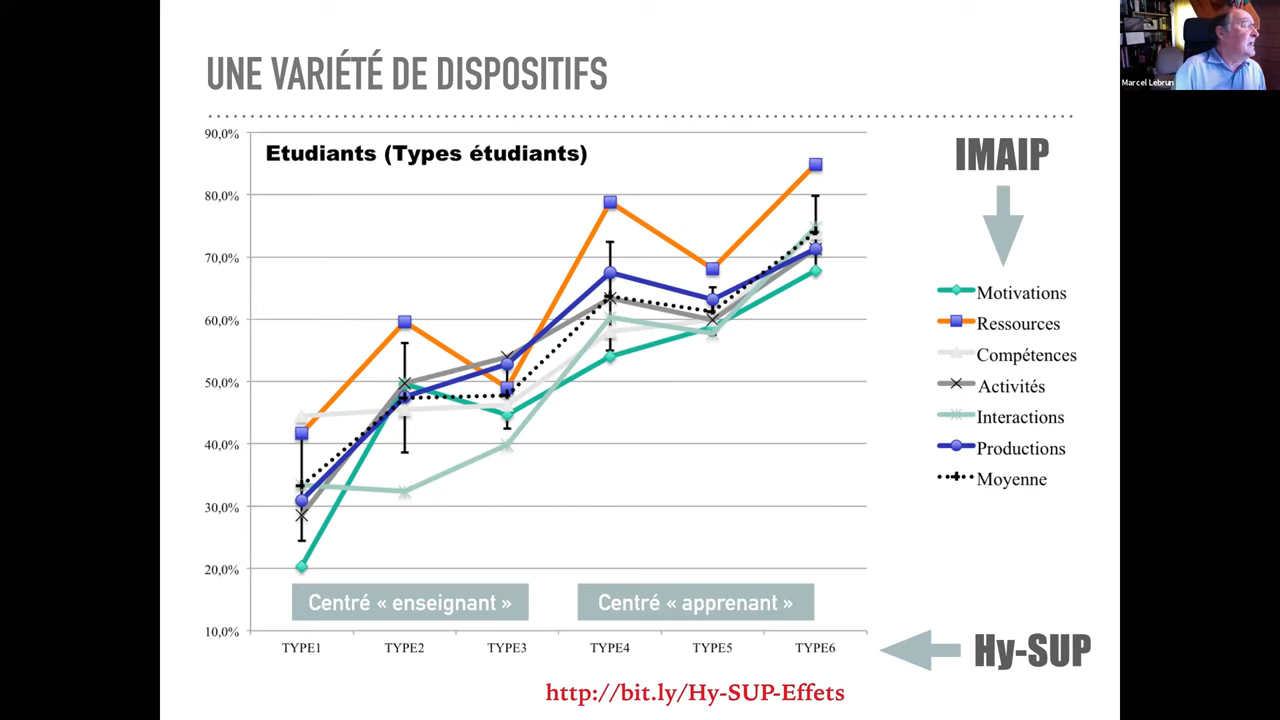 UNE VARIÉTÉ DE DISPOSITIFS
Marcel Lebrun
Etudiants (Types étudiants)
90,0%
80,0%
70,0%
60,0%
50,0%
40,0%
30,0%
20,0%
10,0%
Centré « enseignant »
Centré « apprenant »
TYPE1 TYPE2 TYPE3 TYPE4 TYPE5 TYPE6
IMAIP
Motivations
Ressources
Compétences
Activités
Interactions
Productions
Moyenne
Hy-SUP
http://bit.ly/Hy-SUP-Effets